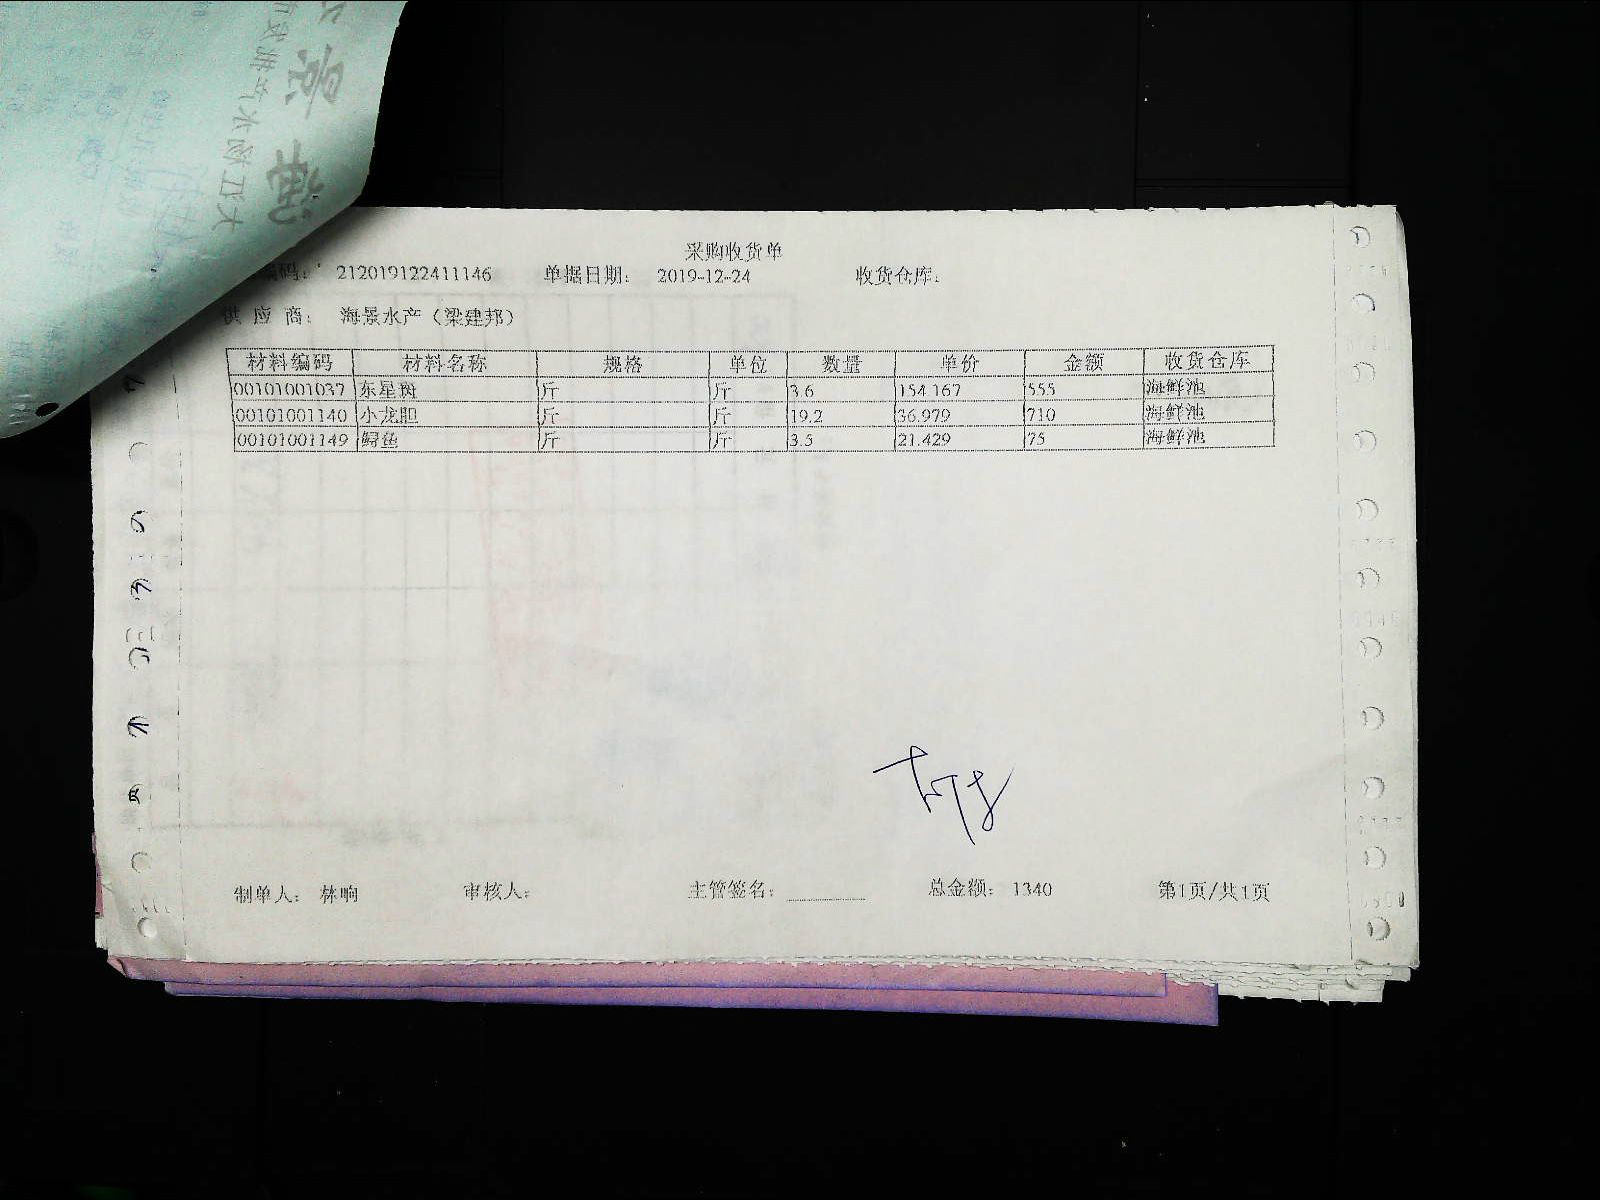 采购收货单
编码： 212019122411146 单据日期： 2019-12-24 收货仓库：
供 应 商： 海景水产（梁建邦）
材料编码 材料名称 规格 单位 数量 单价 金额 收货仓库
00101001037 东星斑 斤 斤 3.6 154.167 555 海鲜池
00101001140 小龙胆 斤 斤 19.2 36.979 710 海鲜池
00101001149 鲟鱼 斤 斤 3.5 21.429 75 海鲜池
制单人： 林响 审核人： 主管签名： 总金额： 1340 第1页/共1页